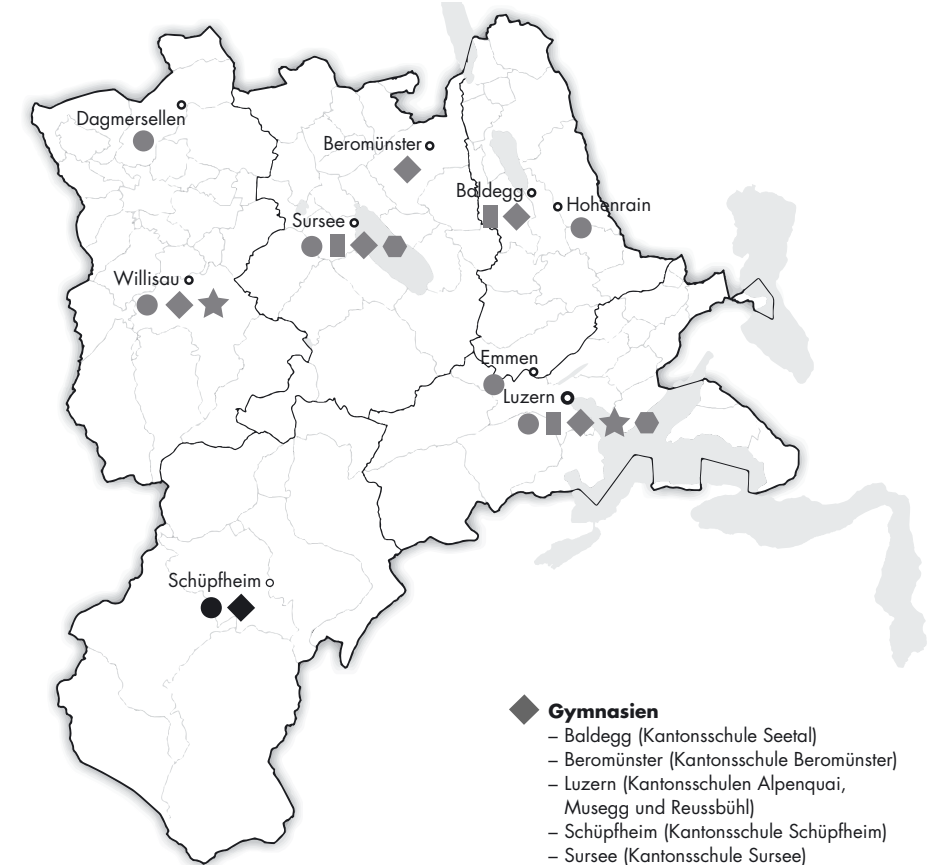 Dagmersellen
Beromünster
Baldegg
Hohenrain
Sursee
Willisau
Emmen
Luzern
Schüpfheim
Gymnasien
– Baldegg (Kantonsschule Seetal)
– Beromünster (Kantonsschule Beromünster)
– Luzern (Kantonsschulen Alpenquai,
Musegg und Reussbühl)
– Schüpfheim (Kantonsschule Schüpfheim)
– Sursee (Kantonsschule Sursee)